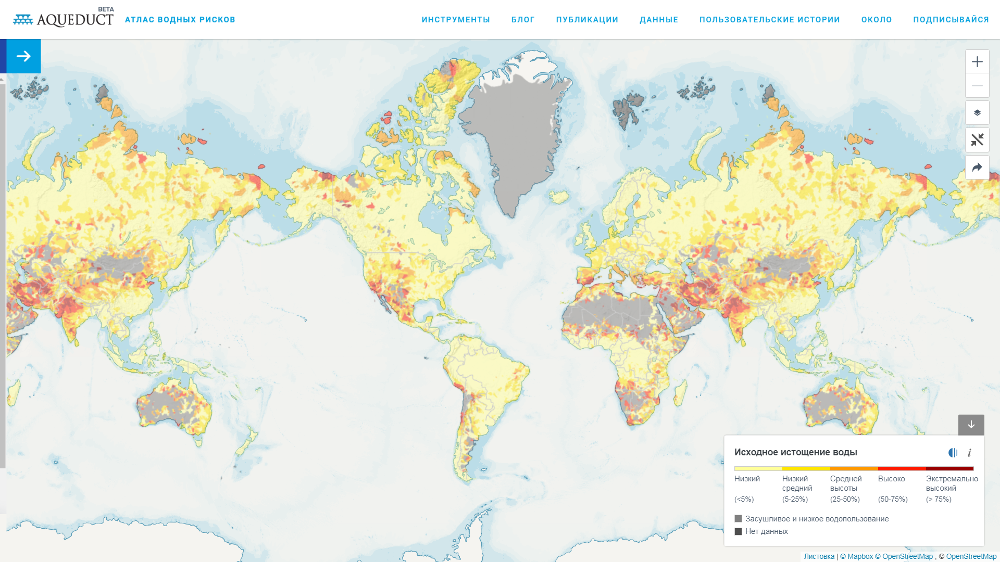 BETA
AQUEDUCT
АТЛАС ВОДНЫХ РИСКОВ
ИНСТРУМЕНТЫ
БЛОГ
ПУБЛИКАЦИИ
ДАННЫЕ
ПОЛЬЗОВАТЕЛЬСКИЕ ИСТОРИИ
ОКОЛО
ПОДПИСЫВАЙСЯ
Исходное истощение воды
i
Низкий
(<5%)
Низкий
средний
(5-25%)
Средней
высоты
(25-50%)
Высоко
(50-75%)
Экстремально
высокий
(> 75%)
Засушливое и низкое водопользование
Нет данных
Листовка | © Mapbox © OpenStreetMap , © OpenStreetMap